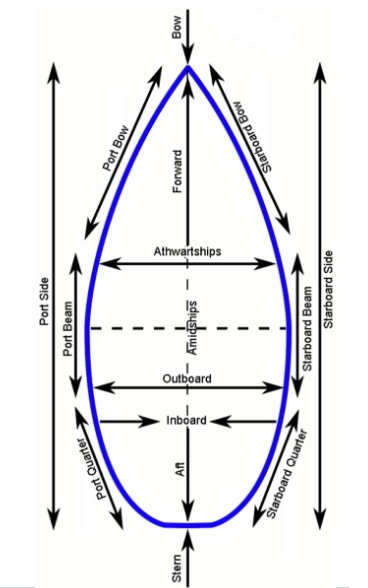 Bow
Port Bow
Starboard Bow
Forward
Athwartships
Port Side
Starboard Side
Port Beam
Starboard Beam
Amidships
Outboard
Inboard
Port Quarter
Aft
Starboard Quarter
Stern